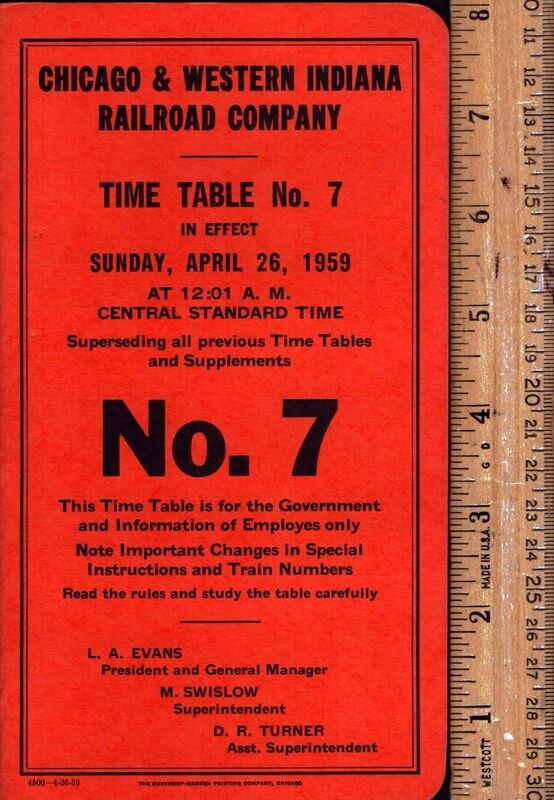 CHICAGO & WESTERN INDIANA
RAILROAD COMPANY
TIME TABLE No. 7
IN EFFECT
SUNDAY, APRIL 26, 1959
AT 12:01 A. M.
CENTRAL STANDARD TIME
Superseding all previous Time Tables
and Supplements
No. 7
This Time Table is for the Government
and Information of Employes only
Note Important Changes in Special
Instructions and Train Numbers
Read the rules and study the table carefully
L. A. EVANS
President and General Manager
M. SWISLOW
Superintendent
D. R. TURNER
Asst. Superintendent
4500—4-26-59
THE GUNTHORP-WARREN PRINTING COMPANY, CHICAGO
8
7
6
5
4
3
2
1
G D
MADE IN U.S.A.
WESTCOTT
11
12
13
14
15
16
17
18
19
20
21
22
23
24
25
26
27
28
29